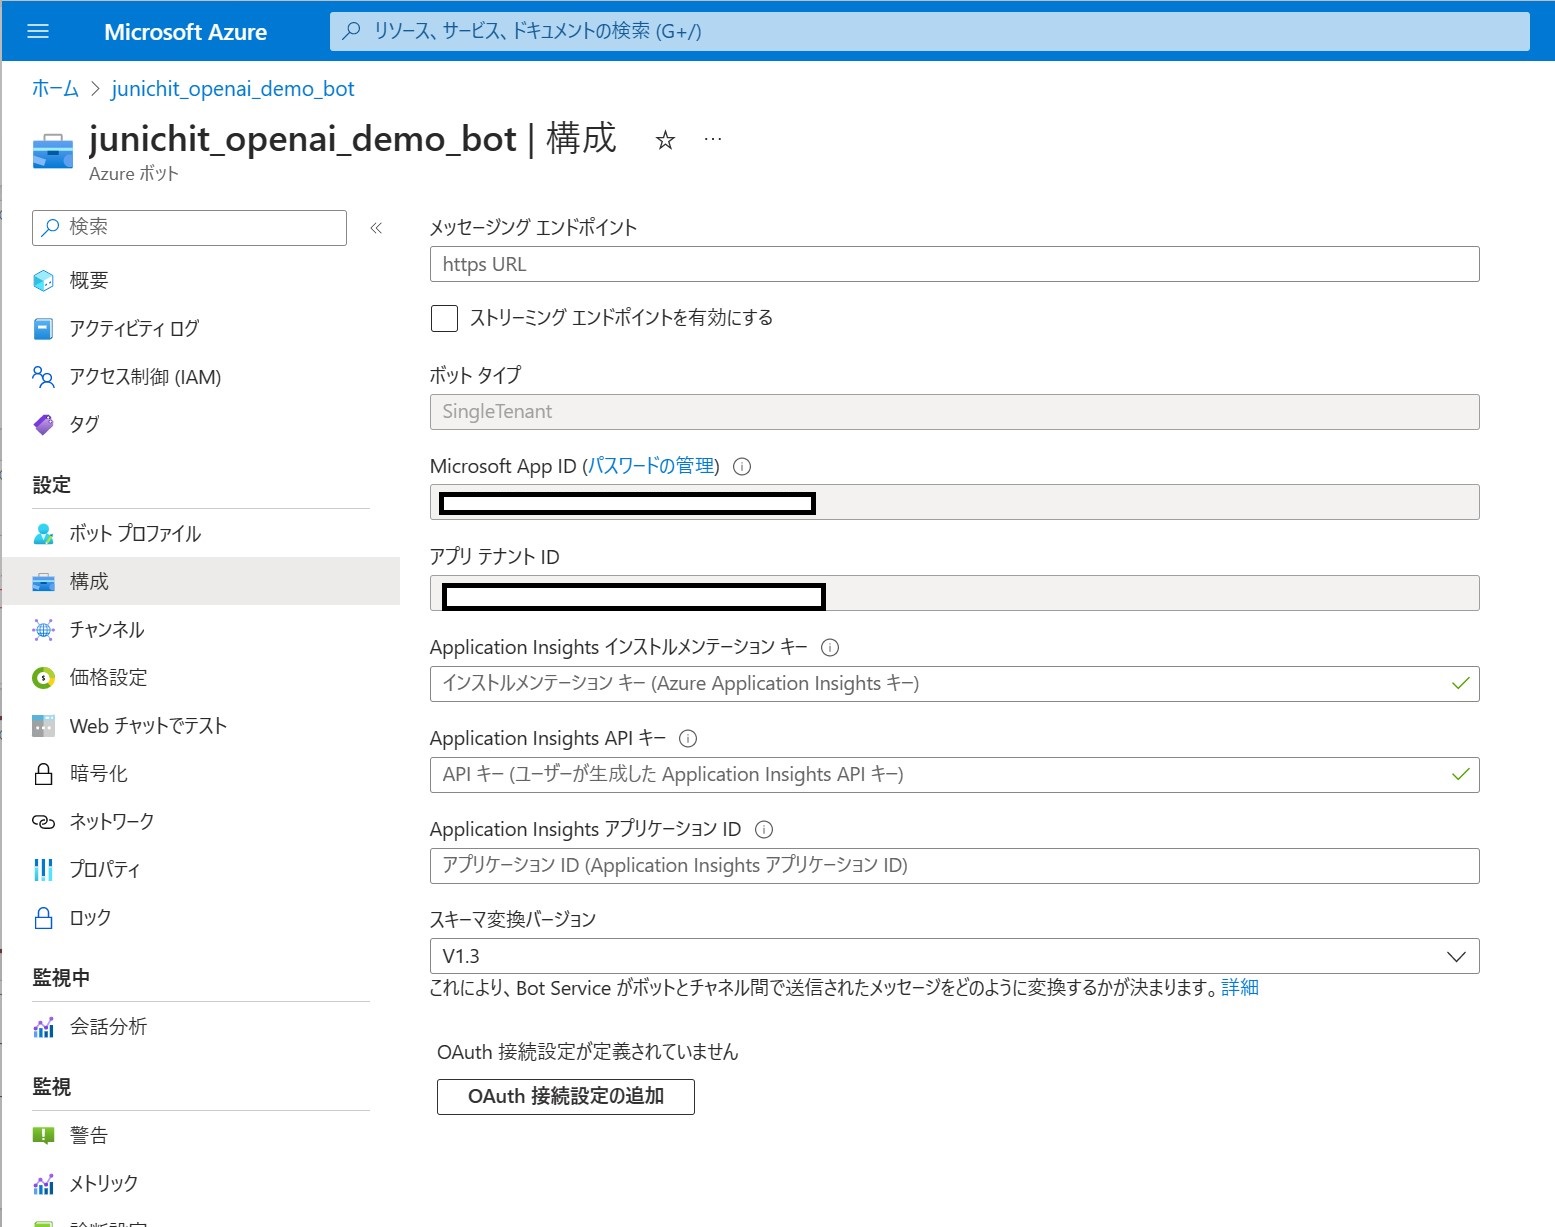 Microsoft Azure
リソース、サービス、ドキュメントの検索 (G+/)
ホーム > junichit_openai_demo_bot
junichit_openai_demo_bot | 構成
Azure ボット
検索
概要
アクティビティ ログ
アクセス制御 (IAM)
タグ
設定
ボット プロファイル
構成
チャンネル
価格設定
Web チャットでテスト
暗号化
ネットワーク
プロパティ
ロック
監視中
会話分析
監視
警告
メトリック
診断設定
メッセージング エンドポイント
https URL
ストリーミング エンドポイントを有効にする
ボット タイプ
SingleTenant
Microsoft App ID (パスワードの管理)
アプリ テナント ID
Application Insights インストルメンテーション キー
インストルメンテーション キー (Azure Application Insights キー)
Application Insights API キー
API キー (ユーザーが生成した Application Insights API キー)
Application Insights アプリケーション ID
アプリケーション ID (Application Insights アプリケーション ID)
スキーマ変換バージョン
V1.3
これにより、Bot Service がボットとチャネル間で送信されたメッセージをどのように変換するかが決まります。詳細
OAuth 接続設定が定義されていません
OAuth 接続設定の追加